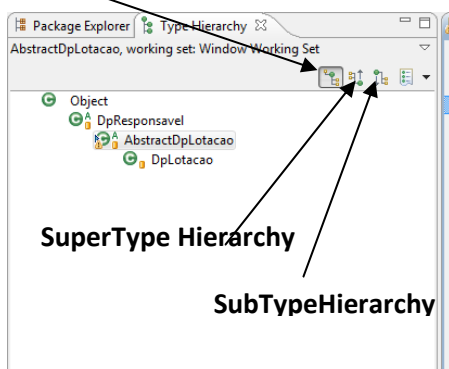 Package Explorer Type Hierarchy
AbstractDpLotacao, working set: Window Working Set
Object
DpResponsavel
AbstractDpLotacao
DpLotacao
SuperType Hierarchy
SubTypeHierarchy